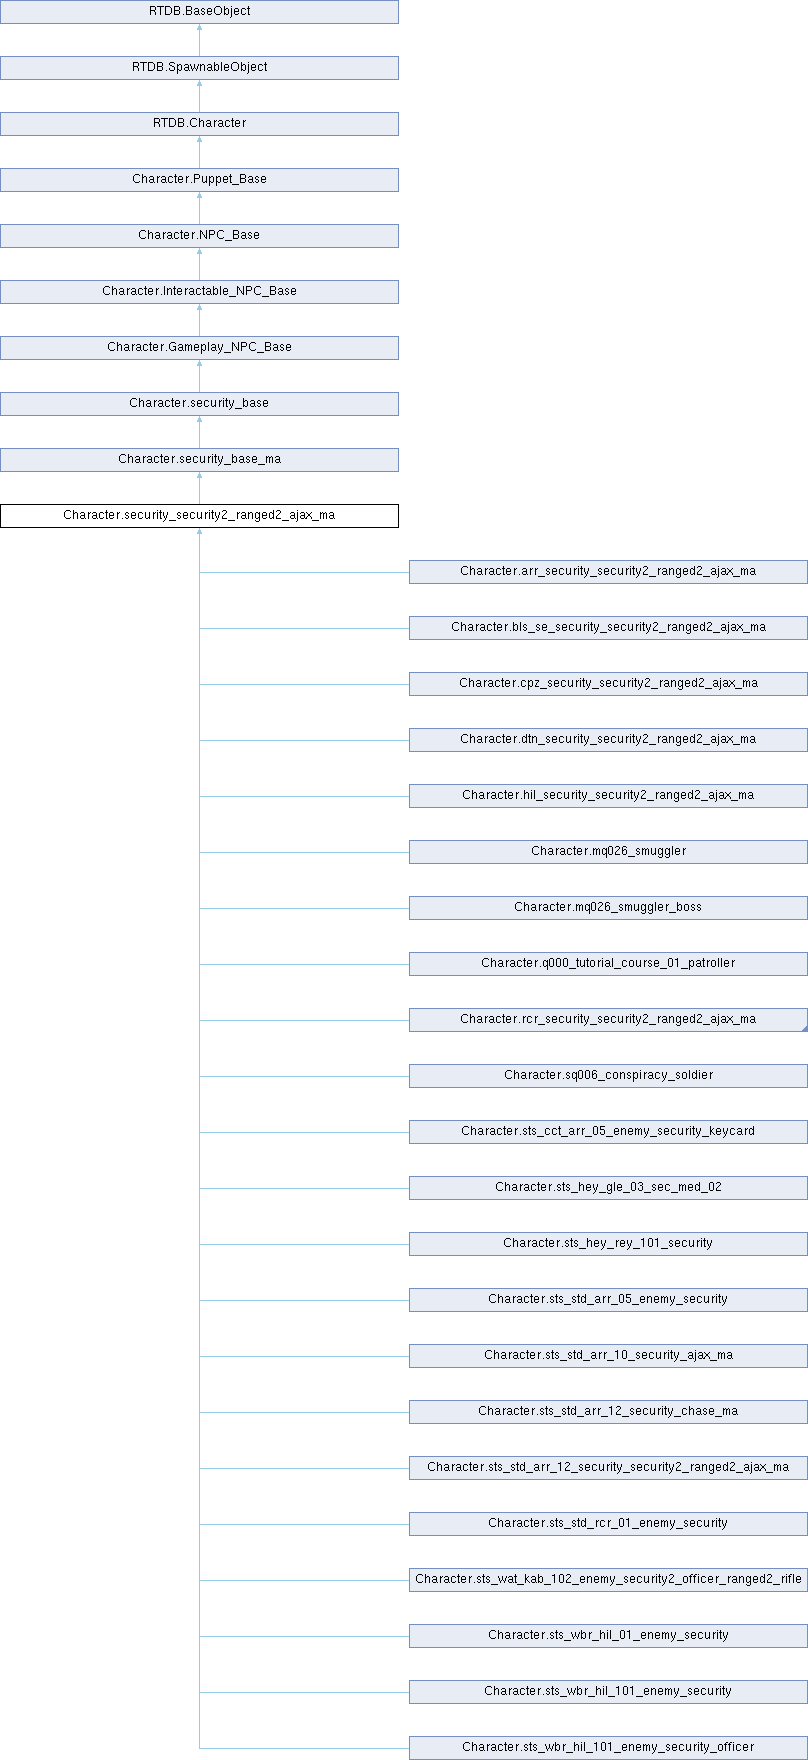 RTDB.BaseObject
RTDB.SpawnableObject
RTDB.Character
Character.Puppet_Base
Character.NPC_Base
Character.Interactable_NPC_Base
Character.Gameplay_NPC_Base
Character.security_base
Character.security_base_ma
Character.security_security2_ranged2_ajax_ma
Character.arr_security_security2_ranged2_ajax_ma
Character.bls_se_security_security2_ranged2_ajax_ma
Character.cpz_security_security2_ranged2_ajax_ma
Character.dtn_security_security2_ranged2_ajax_ma
Character.hil_security_security2_ranged2_ajax_ma
Character.mq026_smuggler
Character.mq026_smuggler_boss
Character.q000_tutorial_course_01_patroller
Character.rcr_security_security2_ranged2_ajax_ma
Character.sq006_conspiracy_soldier
Character.sts_cct_arr_05_enemy_security_keycard
Character.sts_hey_gle_03_sec_med_02
Character.sts_hey_rey_101_security
Character.sts_std_arr_05_enemy_security
Character.sts_std_arr_10_security_ajax_ma
Character.sts_std_arr_12_security_chase_ma
Character.sts_std_arr_12_security_security2_ranged2_ajax_ma
Character.sts_std_rcr_01_enemy_security
Character.sts_wat_kab_102_enemy_security2_officer_ranged2_rifle
Character.sts_wbr_hil_01_enemy_security
Character.sts_wbr_hil_101_enemy_security
Character.sts_wbr_hil_101_enemy_security_officer